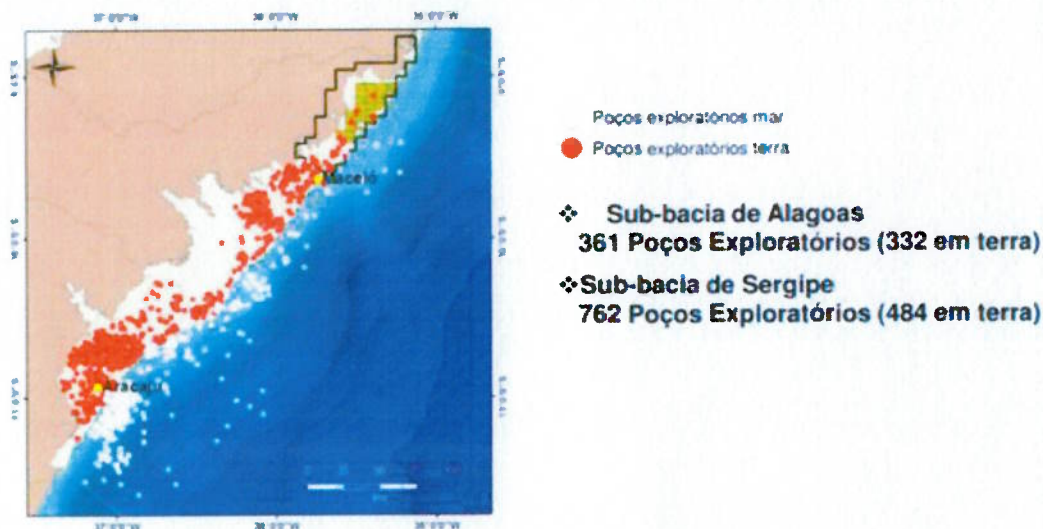 Poços exploratórios mar
Poços exploratórios terra
Sub-bacia de Alagoas
361 Poços Exploratórios (332 em terra)
Sub-bacia de Sergipe
762 Poços Exploratórios (484 em terra)
Maceió
Aracaju